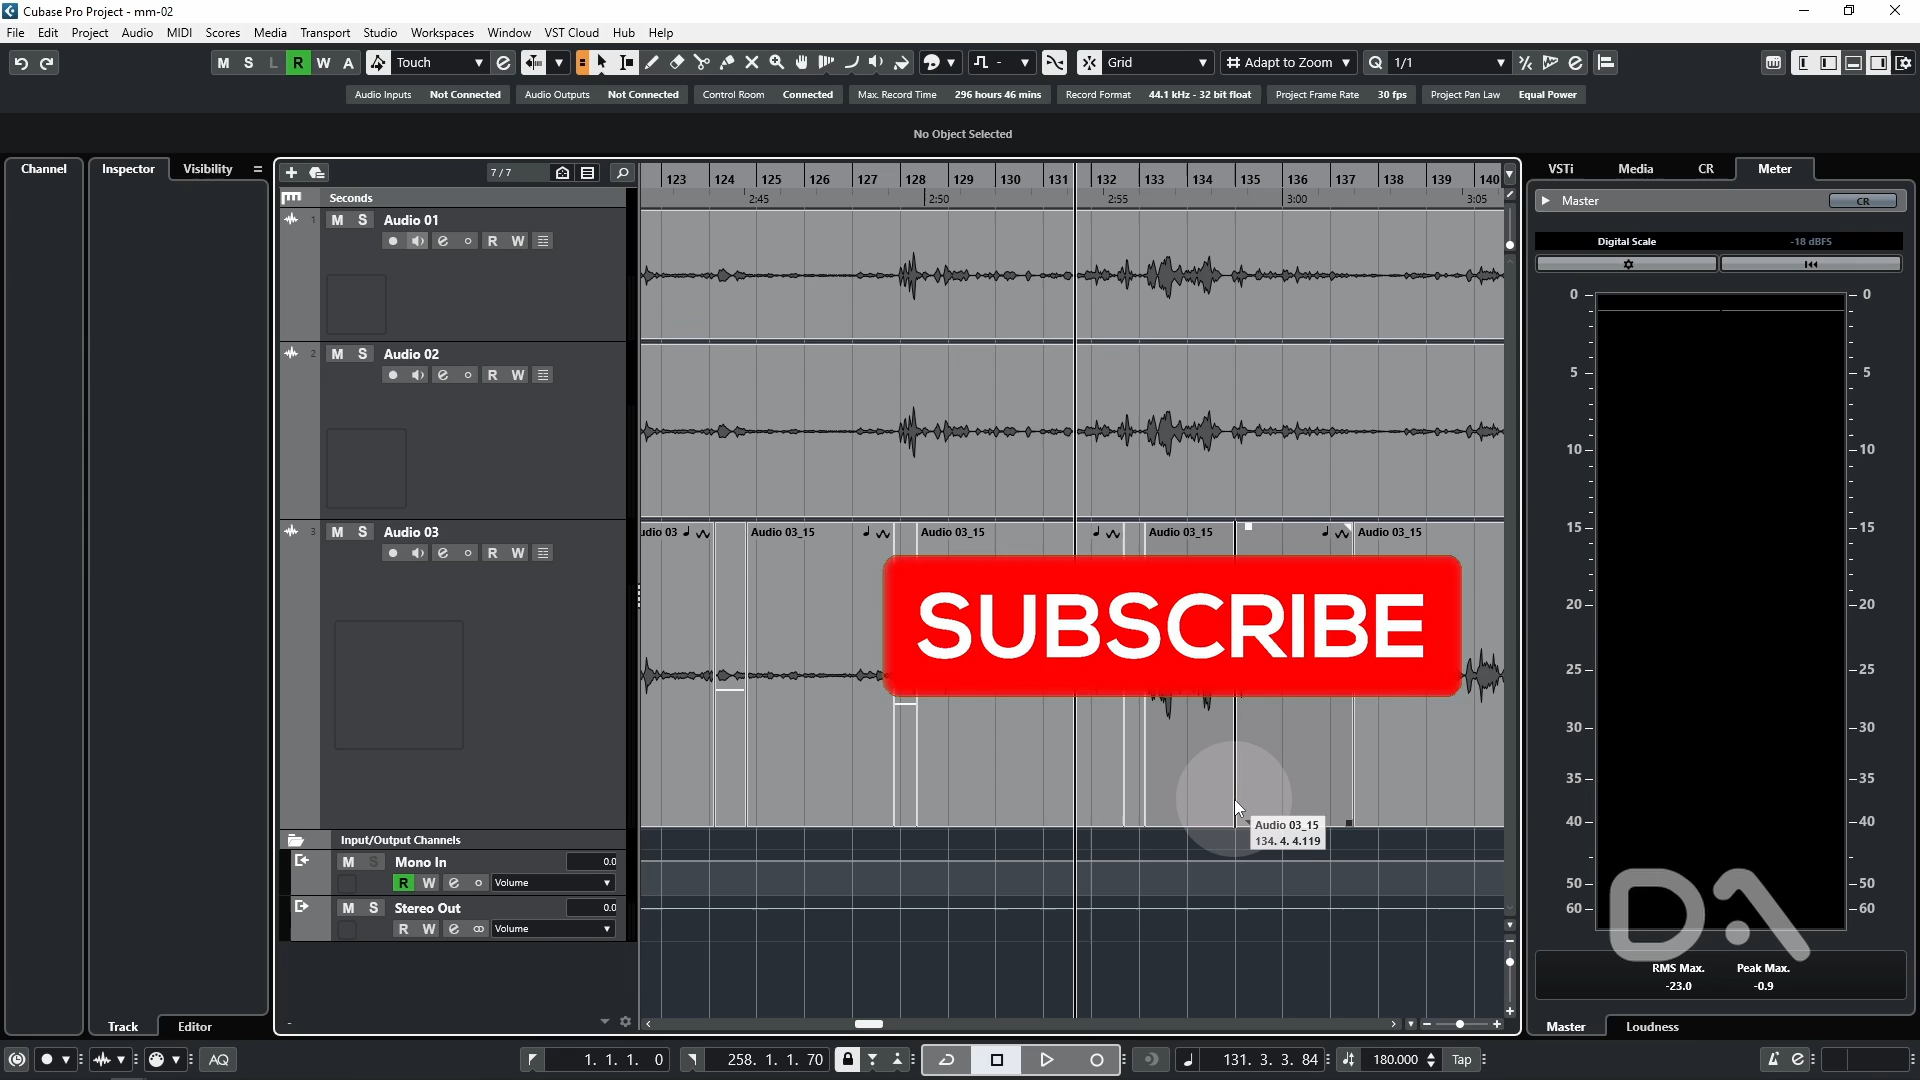 Cubase Pro Project - mm-02
File Edit Project Audio MIDI Scores Media Transport Studio Workspaces Window VST Cloud Hub Help
M S L R W A Touch Grid Adapt to Zoom Q 1/1
Audio Inputs Not Connected Audio Outputs Not Connected Control Room Connected Max. Record Time 296 hours 46 mins Record Format 44.1 kHz - 32 bit float Project Frame Rate 30 fps Project Pan Law Equal Power
No Object Selected
Channel Inspector Visibility 7 / 7 VSTi Media CR Meter
123 124 125 126 127 128 129 130 131 132 133 134 135 136 137 138 139 140
Seconds 2:45 2:50 2:55 3:00 3:05
Master CR
Digital Scale -18 dBFS
1 M S Audio 01
R W
2 M S Audio 02
R W
3 M S Audio 03
R W
udio 03 Audio 03_15 Audio 03_15 Audio 03_15 Audio 03_15
SUBSCRIBE
Audio 03_15
134. 4. 4.119
0 0
5 5
10 10
15 15
20 20
25 25
30 30
35 35
40 40
50 50
60 60
DA
RMS Max. Peak Max.
-23.0 -0.9
Input/Output Channels
M S Mono In 0.0
R W Volume
M S Stereo Out 0.0
R W Volume
Track Editor Master Loudness
AQ 1. 1. 1. 0 258. 1. 1. 70 131. 3. 3. 84 180.000 Tap